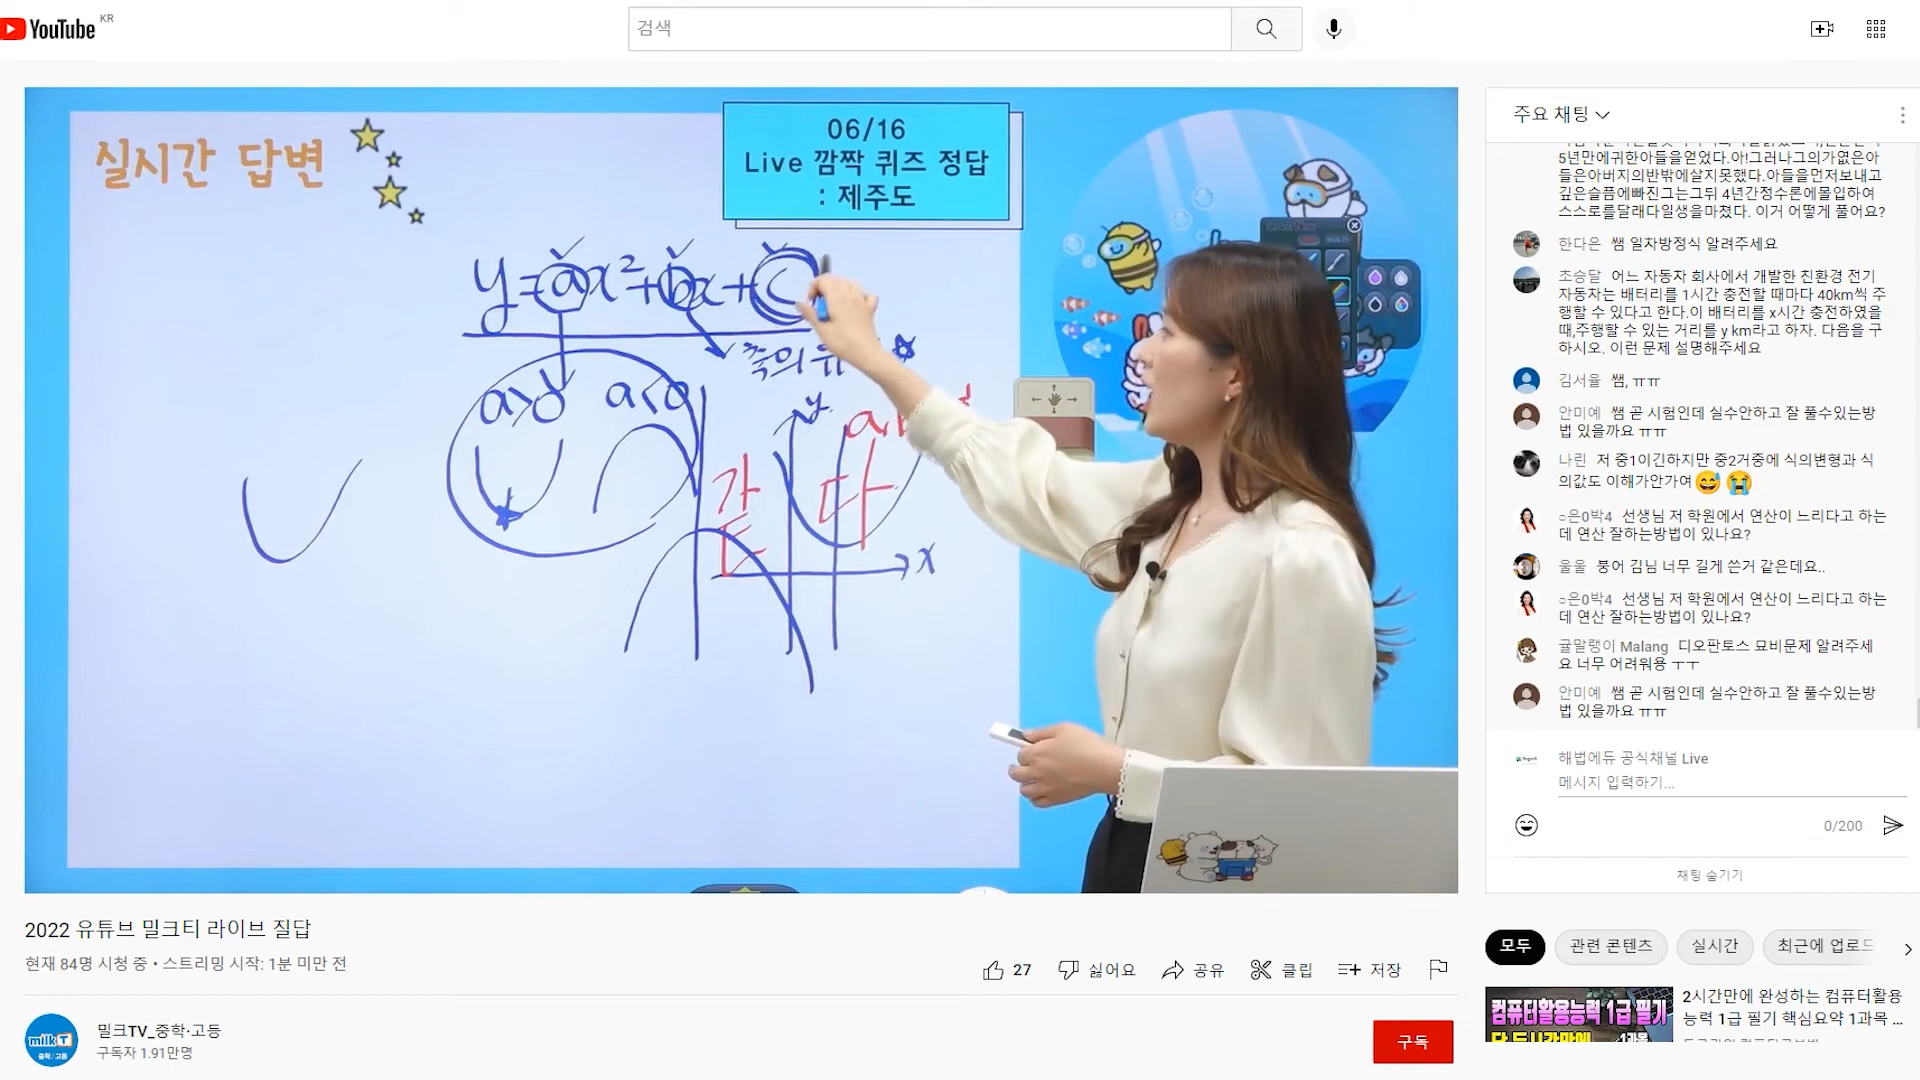 YouTube KR
검색
실시간 답변
06/16
Live 깜짝 퀴즈 정답
: 제주도
y=ax²+bx+c
축의
a>0 a<0
y
같다
x
주요 채팅
5년만에귀한아들을얻었다.아!그러나그의가엾은아
들은아버지의반밖에살지못했다.아들을먼저보내고
깊은슬픔에빠진그는그뒤 4년간정수론에몰입하여
스스로를달래다일생을마쳤다. 이거 어떻게 풀어요?
한다은 쌤 일차방정식 알려주세요
조승달 어느 자동차 회사에서 개발한 친환경 전기
자동차는 배터리를 1시간 충전할 때마다 40km씩 주
행할 수 있다고 한다.이 배터리를 x시간 충전하였을
때,주행할 수 있는 거리를 y km라고 하자. 다음을 구
하시오. 이런 문제 설명해주세요
김서율 쌤, ㅠㅠ
안미예 쌤 곧 시험인데 실수안하고 잘 풀수있는방
법 있을까요 ㅠㅠ
나린 저 중1이긴하지만 중2거중에 식의변형과 식
의값도 이해가안가여😅 😭
○은0박4 선생님 저 학원에서 연산이 느리다고 하는
데 연산 잘하는방법이 있나요?
울울 붕어 김님 너무 길게 쓴거 같은데요..
○은0박4 선생님 저 학원에서 연산이 느리다고 하는
데 연산 잘하는방법이 있나요?
귤말랭이 Malang 디오판토스 묘비문제 알려주세
요 너무 어려워용 ㅜㅜ
안미예 쌤 곧 시험인데 실수안하고 잘 풀수있는방
법 있을까요 ㅠㅠ
해법에듀 공식채널 Live
메시지 입력하기...
0/200
채팅 숨기기
2022 유튜브 밀크티 라이브 질답
현재 84명 시청 중 • 스트리밍 시작: 1분 미만 전
27 싫어요 공유 클립 저장
milkT
중학/고등
밀크TV_중학·고등
구독자 1.91만명
구독
모두 관련 콘텐츠 실시간 최근에 업로드
컴퓨터활용능력 1급 필기
2시간만에 완성하는 컴퓨터활용
능력 1급 필기 핵심요약 1과목 ...